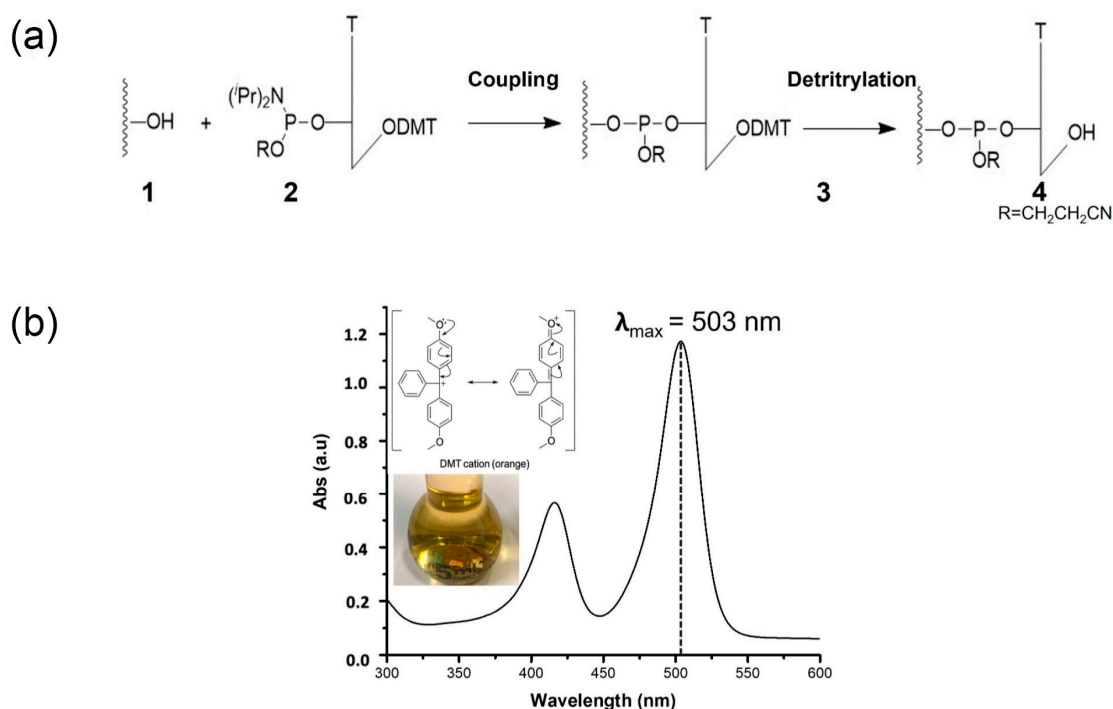 (a)
T
T
T
Coupling
Detritylation
(ⁱPr)₂N
OH
+
P
O
ODMT
RO
O
P
O
ODMT
OR
O
P
O
OH
OR
1
2
3
4
R=CH₂CH₂CN
(b)
λmax = 503 nm
1.2
1.0
0.8
0.6
0.4
0.2
0.0
Abs (a.u)
O
O⁺
+
O
O
DMT cation (orange)
5mL
300
350
400
450
500
550
600
Wavelength (nm)